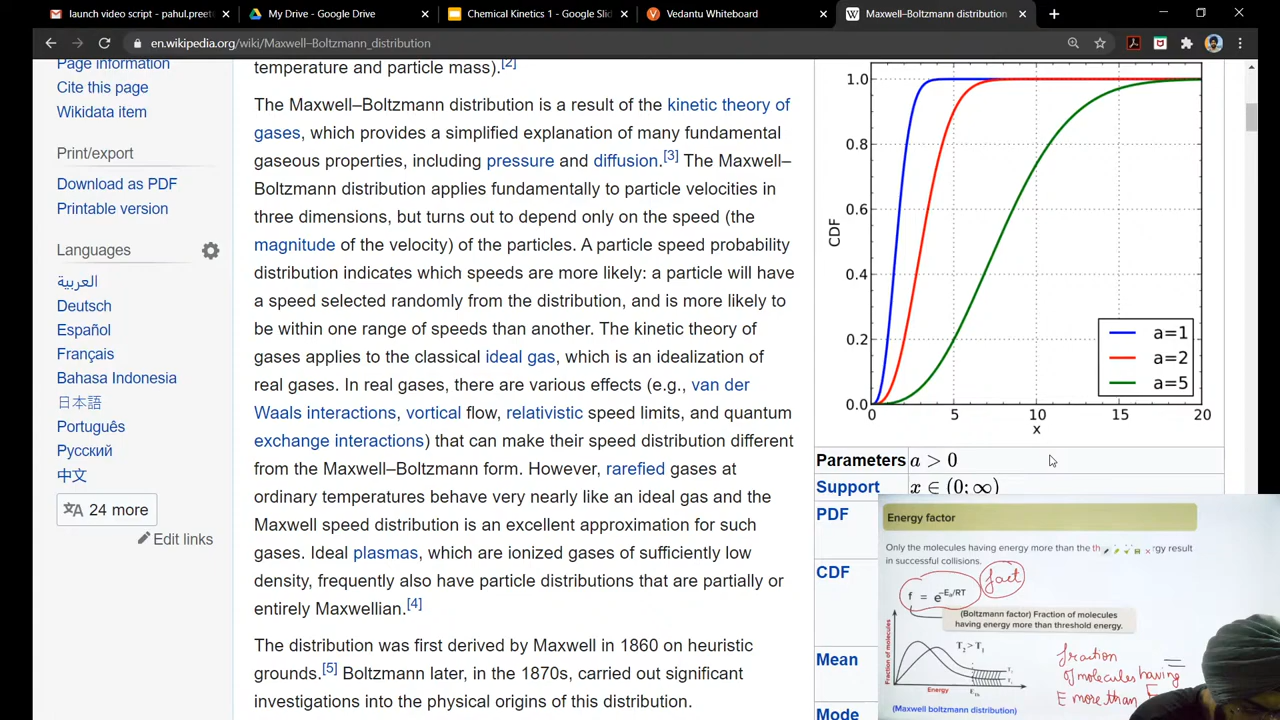 launch video script - pahul.preet
My Drive - Google Drive
Chemical Kinetics 1 - Google Slid
Vedantu Whiteboard
Maxwell–Boltzmann distribution
en.wikipedia.org/wiki/Maxwell–Boltzmann_distribution
Page information
Cite this page
Wikidata item
Print/export
Download as PDF
Printable version
Languages
العربية
Deutsch
Español
Français
Bahasa Indonesia
日本語
Português
Русский
中文
24 more
Edit links
temperature and particle mass).[2]
The Maxwell–Boltzmann distribution is a result of the kinetic theory of
gases, which provides a simplified explanation of many fundamental
gaseous properties, including pressure and diffusion.[3] The Maxwell–
Boltzmann distribution applies fundamentally to particle velocities in
three dimensions, but turns out to depend only on the speed (the
magnitude of the velocity) of the particles. A particle speed probability
distribution indicates which speeds are more likely: a particle will have
a speed selected randomly from the distribution, and is more likely to
be within one range of speeds than another. The kinetic theory of
gases applies to the classical ideal gas, which is an idealization of
real gases. In real gases, there are various effects (e.g., van der
Waals interactions, vortical flow, relativistic speed limits, and quantum
exchange interactions) that can make their speed distribution different
from the Maxwell–Boltzmann form. However, rarefied gases at
ordinary temperatures behave very nearly like an ideal gas and the
Maxwell speed distribution is an excellent approximation for such
gases. Ideal plasmas, which are ionized gases of sufficiently low
density, frequently also have particle distributions that are partially or
entirely Maxwellian.[4]
The distribution was first derived by Maxwell in 1860 on heuristic
grounds.[5] Boltzmann later, in the 1870s, carried out significant
investigations into the physical origins of this distribution.
1.0
0.8
0.6
0.4
0.2
0.0
CDF
0 5 10 15 20
x
a=1
a=2
a=5
Parameters a > 0
Support x ∈ (0; ∞)
PDF
CDF
Mean
Mode
Energy factor
Only the molecules having energy more than the th gy result
in successful collisions.
f = e^-Ea/RT
fact
(Boltzmann factor) Fraction of molecules
having energy more than threshold energy.
T₂ > T₁
Fraction of molecules
Energy
(Maxwell boltzmann distribution)
fraction =
of molecules having
E more than E